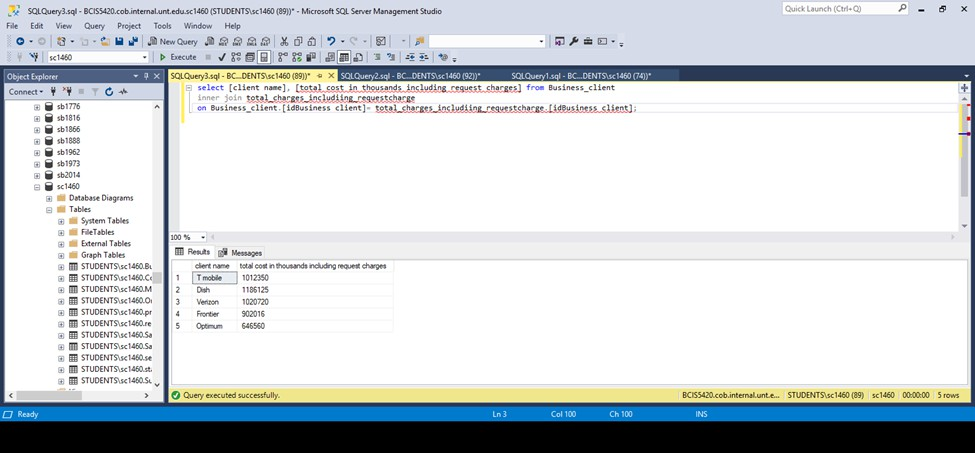 SQLQuery3.sql - BCIS5420.cob.internal.unt.edu.sc1460 (STUDENTS\sc1460 (89))* - Microsoft SQL Server Management Studio
Quick Launch (Ctrl+Q)
File Edit View Query Project Tools Window Help
New Query
sc1460 Execute
Object Explorer
Connect
sb1776
sb1816
sb1866
sb1888
sb1962
sb1973
sb2014
sc1460
Database Diagrams
Tables
System Tables
FileTables
External Tables
Graph Tables
STUDENTS\sc1460.Bu
STUDENTS\sc1460.Cc
STUDENTS\sc1460.M
STUDENTS\sc1460.Or
STUDENTS\sc1460.pr
STUDENTS\sc1460.re
STUDENTS\sc1460.Sa
STUDENTS\sc1460.Sa
STUDENTS\sc1460.se
STUDENTS\sc1460.st
STUDENTS\sc1460.Su
SQLQuery3.sql - BC...DENTS\sc1460 (89))* SQLQuery2.sql - BC...DENTS\sc1460 (92))* SQLQuery1.sql - BC...DENTS\sc1460 (74))*
select [client name], [total cost in thousands including request charges] from Business_client
inner join total_charges_includiing_requestcharge
on Business_client.[idBusiness client]= total_charges_includiing_requestcharge.[idBusiness client];
100 %
Results Messages
client name total cost in thousands including request charges
1 T mobile 1012350
2 Dish 1186125
3 Verizon 1020720
4 Frontier 902016
5 Optimum 646560
Query executed successfully. BCIS5420.cob.internal.unt.e... STUDENTS\sc1460 (89) sc1460 00:00:00 5 rows
Ready Ln 3 Col 100 Ch 100 INS